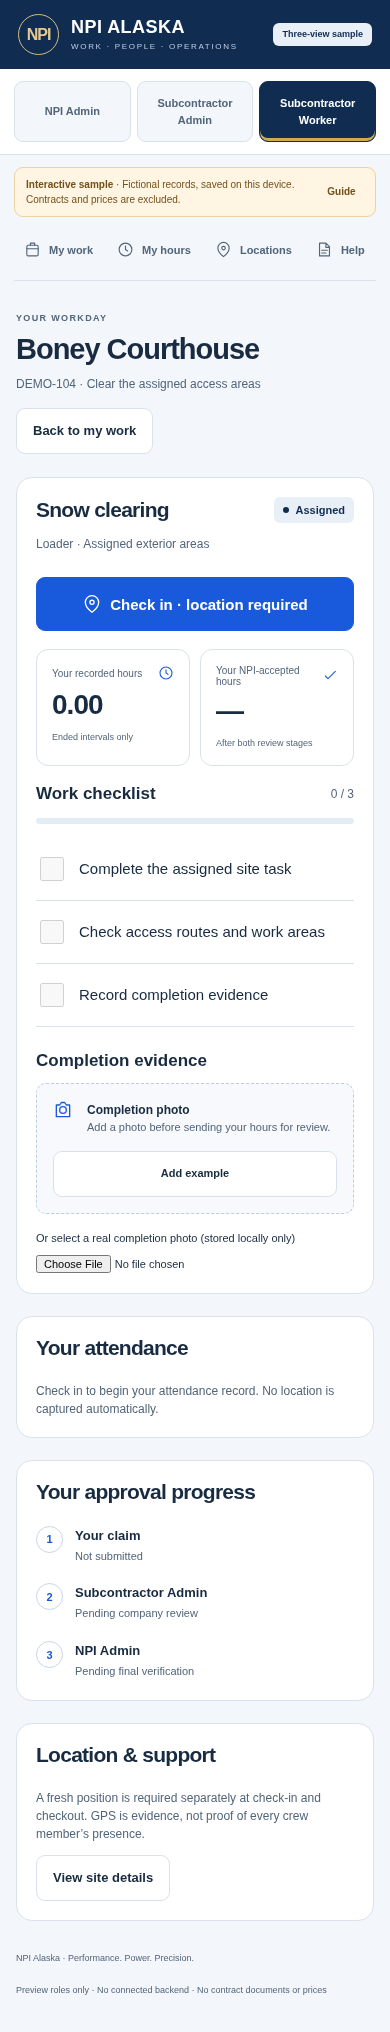 NPI
NPI ALASKA
WORK · PEOPLE · OPERATIONS
Three-view sample
NPI Admin
Subcontractor
Admin
Subcontractor
Worker
Interactive sample · Fictional records, saved on this device.
Contracts and prices are excluded.
Guide
My work
My hours
Locations
Help
YOUR WORKDAY
Boney Courthouse
DEMO-104 · Clear the assigned access areas
Back to my work
Snow clearing
Assigned
Loader · Assigned exterior areas
Check in · location required
Your recorded hours
0.00
Ended intervals only
Your NPI-accepted
hours
—
After both review stages
Work checklist
0 / 3
Complete the assigned site task
Check access routes and work areas
Record completion evidence
Completion evidence
Completion photo
Add a photo before sending your hours for review.
Add example
Or select a real completion photo (stored locally only)
Choose File No file chosen
Your attendance
Check in to begin your attendance record. No location is
captured automatically.
Your approval progress
1
Your claim
Not submitted
2
Subcontractor Admin
Pending company review
3
NPI Admin
Pending final verification
Location & support
A fresh position is required separately at check-in and
checkout. GPS is evidence, not proof of every crew
member’s presence.
View site details
NPI Alaska · Performance. Power. Precision.
Preview roles only · No connected backend · No contract documents or prices